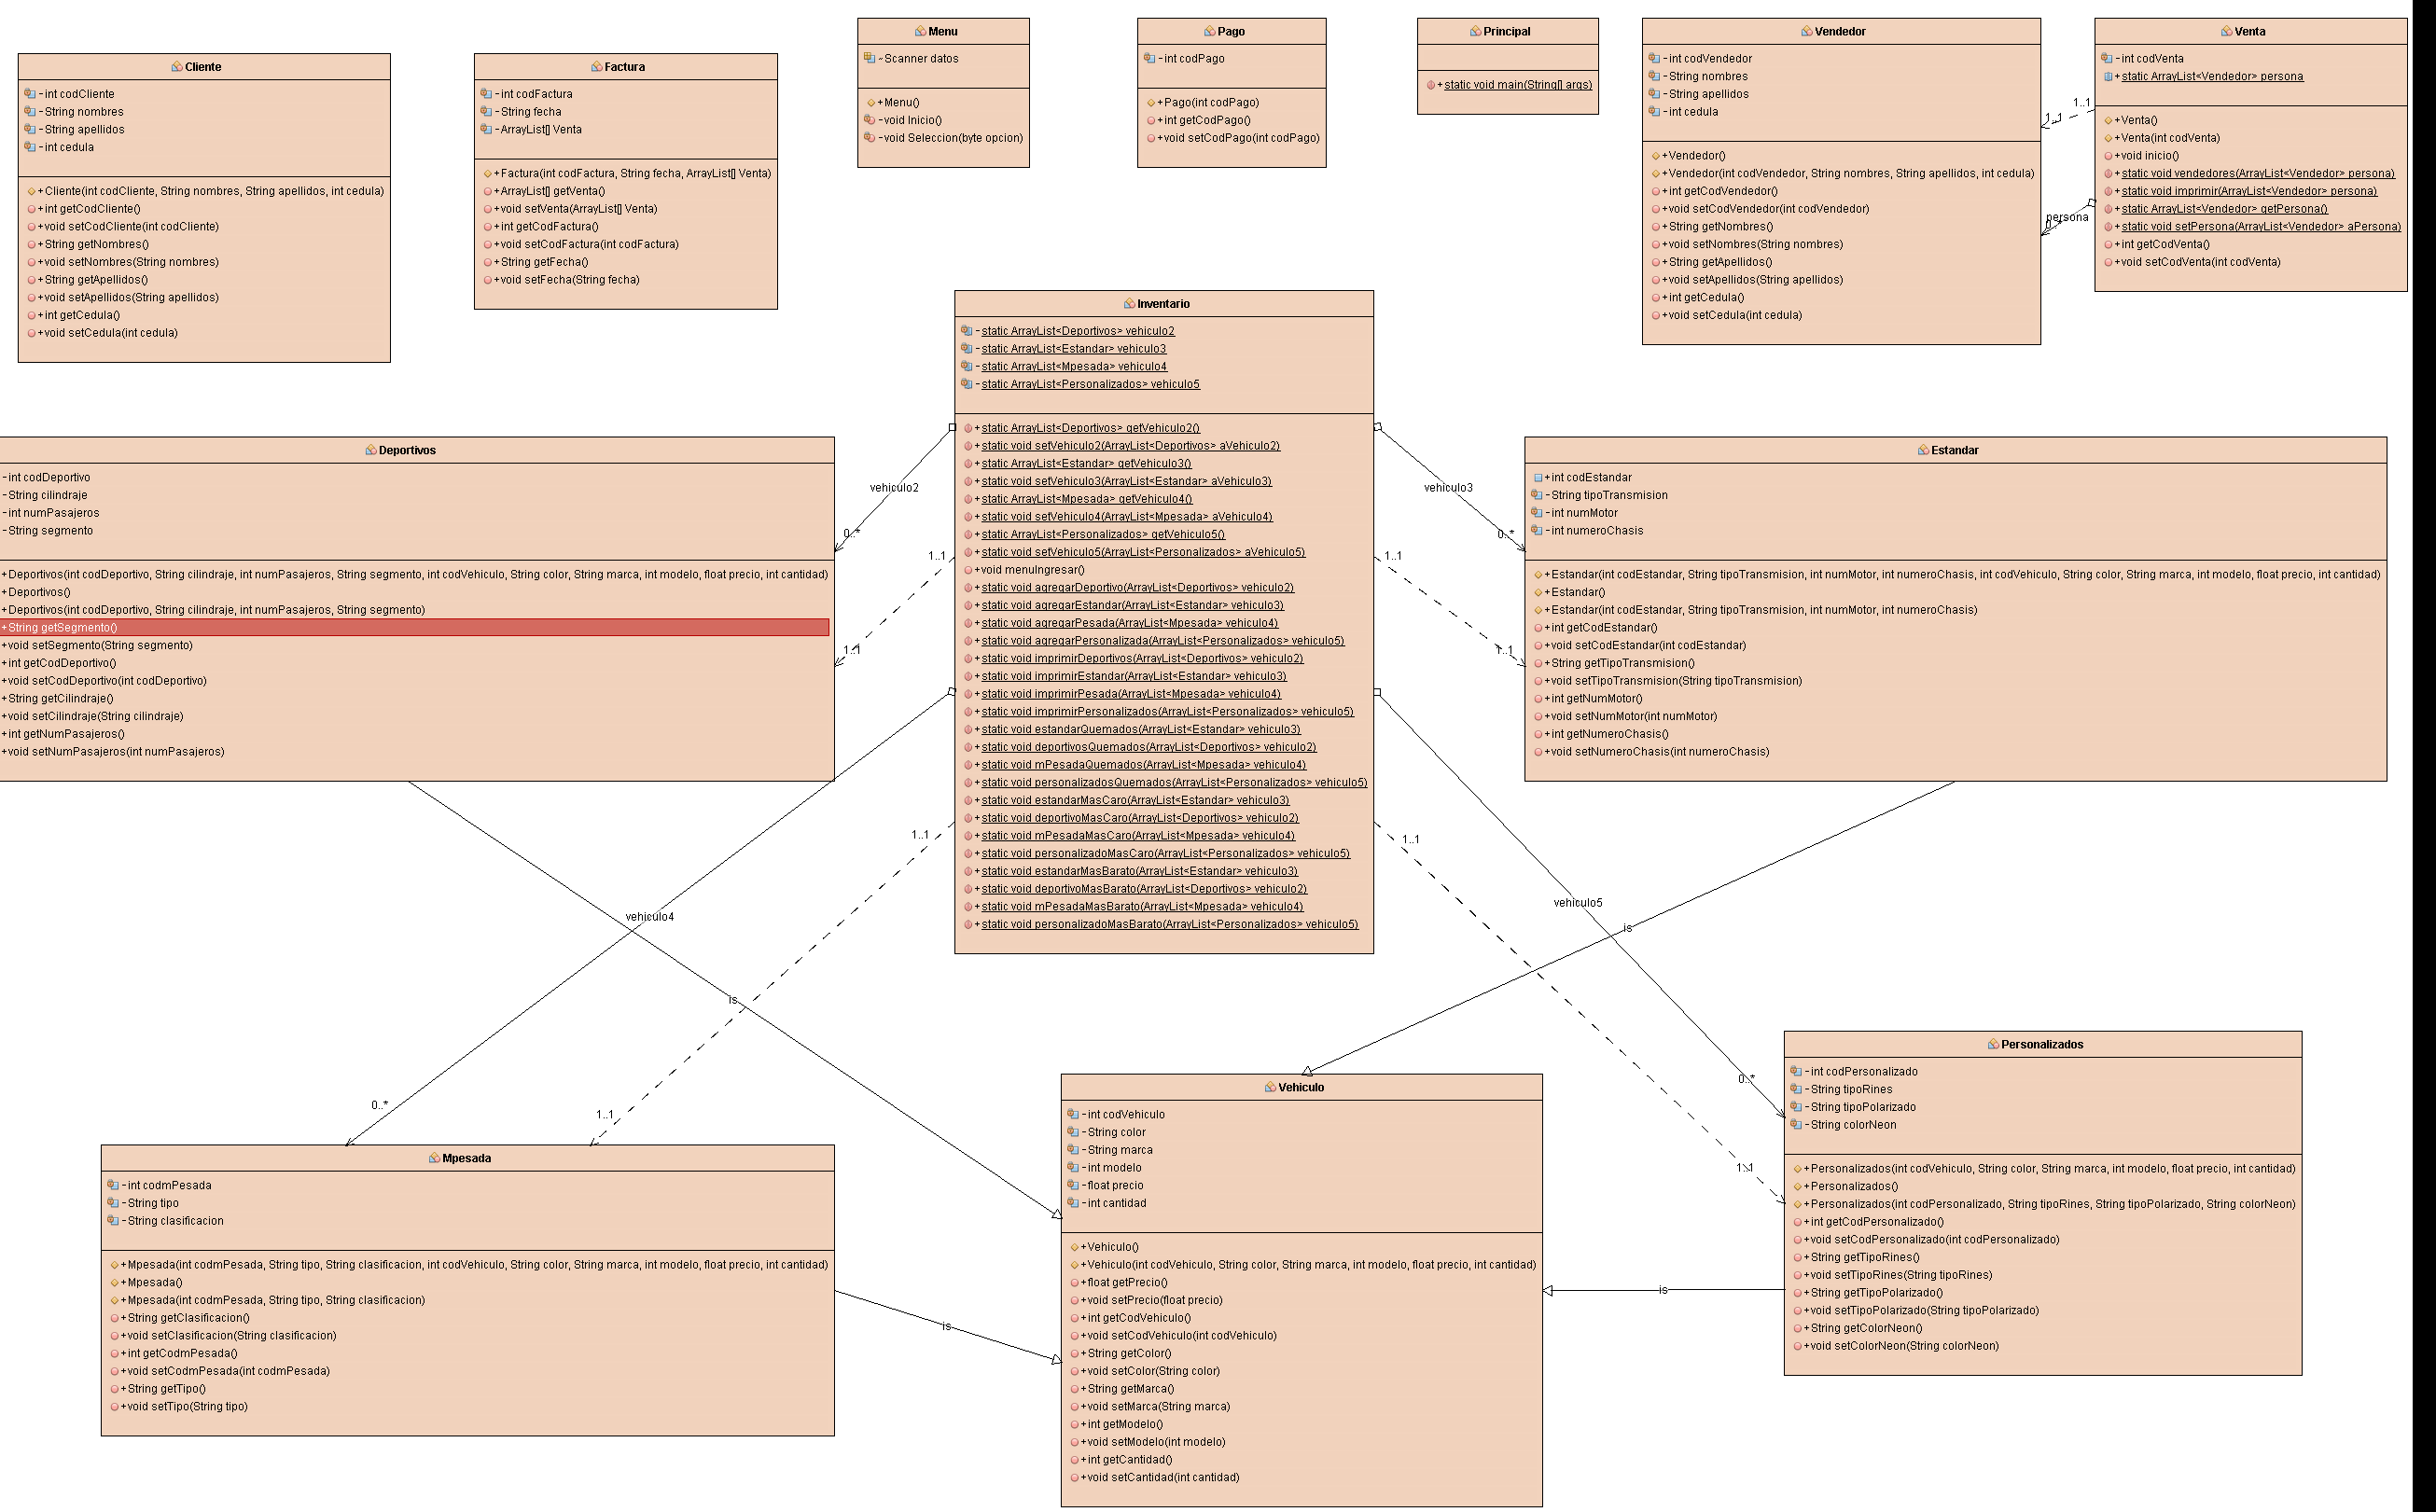 Cliente
-int codCliente
-String nombres
-String apellidos
-int cedula
+Cliente(int codCliente, String nombres, String apellidos, int cedula)
+int getCodCliente()
+void setCodCliente(int codCliente)
+String getNombres()
+void setNombres(String nombres)
+String getApellidos()
+void setApellidos(String apellidos)
+int getCedula()
+void setCedula(int cedula)
Factura
-int codFactura
-String fecha
-ArrayList[] Venta
+Factura(int codFactura, String fecha, ArrayList[] Venta)
+ArrayList[] getVenta()
+void setVenta(ArrayList[] Venta)
+int getCodFactura()
+void setCodFactura(int codFactura)
+String getFecha()
+void setFecha(String fecha)
Menu
-Scanner datos
+Menu()
-void Inicio()
-void Seleccion(byte opcion)
Pago
-int codPago
+Pago(int codPago)
+int getCodPago()
+void setCodPago(int codPago)
Principal
+static void main(String[] args)
Vendedor
-int codVendedor
-String nombres
-String apellidos
-int cedula
+Vendedor()
+Vendedor(int codVendedor, String nombres, String apellidos, int cedula)
+int getCodVendedor()
+void setCodVendedor(int codVendedor)
+String getNombres()
+void setNombres(String nombres)
+String getApellidos()
+void setApellidos(String apellidos)
+int getCedula()
+void setCedula(int cedula)
1..1
1..1
persona
Venta
-int codVenta
+static ArrayList<Vendedor> persona
+Venta()
+Venta(int codVenta)
+void inicio()
+static void vendedores(ArrayList<Vendedor> persona)
+static void imprimir(ArrayList<Vendedor> persona)
+static ArrayList<Vendedor> getPersona()
+static void setPersona(ArrayList<Vendedor> aPersona)
+int getCodVenta()
+void setCodVenta(int codVenta)
Inventario
-static ArrayList<Deportivos> vehiculo2
-static ArrayList<Estandar> vehiculo3
-static ArrayList<Mpesada> vehiculo4
-static ArrayList<Personalizados> vehiculo5
+static ArrayList<Deportivos> getVehiculo2()
+static void setVehiculo2(ArrayList<Deportivos> aVehiculo2)
+static ArrayList<Estandar> getVehiculo3()
+static void setVehiculo3(ArrayList<Estandar> aVehiculo3)
+static ArrayList<Mpesada> getVehiculo4()
+static void setVehiculo4(ArrayList<Mpesada> aVehiculo4)
+static ArrayList<Personalizados> getVehiculo5()
+static void setVehiculo5(ArrayList<Personalizados> aVehiculo5)
+void menuIngresar()
+static void agregarDeportivo(ArrayList<Deportivos> vehiculo2)
+static void agregarEstandar(ArrayList<Estandar> vehiculo3)
+static void agregarPesada(ArrayList<Mpesada> vehiculo4)
+static void agregarPersonalizada(ArrayList<Personalizados> vehiculo5)
+static void imprimirDeportivos(ArrayList<Deportivos> vehiculo2)
+static void imprimirEstandar(ArrayList<Estandar> vehiculo3)
+static void imprimirPesada(ArrayList<Mpesada> vehiculo4)
+static void imprimirPersonalizados(ArrayList<Personalizados> vehiculo5)
+static void estandarQuemados(ArrayList<Estandar> vehiculo3)
+static void deportivosQuemados(ArrayList<Deportivos> vehiculo2)
+static void mPesadaQuemados(ArrayList<Mpesada> vehiculo4)
+static void personalizadosQuemados(ArrayList<Personalizados> vehiculo5)
+static void estandarMasCaro(ArrayList<Estandar> vehiculo3)
+static void deportivoMasCaro(ArrayList<Deportivos> vehiculo2)
+static void mPesadaMasCaro(ArrayList<Mpesada> vehiculo4)
+static void personalizadoMasCaro(ArrayList<Personalizados> vehiculo5)
+static void estandarMasBarato(ArrayList<Estandar> vehiculo3)
+static void deportivoMasBarato(ArrayList<Deportivos> vehiculo2)
+static void mPesadaMasBarato(ArrayList<Mpesada> vehiculo4)
+static void personalizadoMasBarato(ArrayList<Personalizados> vehiculo5)
Deportivos
-int codDeportivo
-String cilindraje
-int numPasajeros
-String segmento
+Deportivos(int codDeportivo, String cilindraje, int numPasajeros, String segmento, int codVehiculo, String color, String marca, int modelo, float precio, int cantidad)
+Deportivos()
+Deportivos(int codDeportivo, String cilindraje, int numPasajeros, String segmento)
+String getSegmento()
+void setSegmento(String segmento)
+int getCodDeportivo()
+void setCodDeportivo(int codDeportivo)
+String getCilindraje()
+void setCilindraje(String cilindraje)
+int getNumPasajeros()
+void setNumPasajeros(int numPasajeros)
vehiculo2
0..*
1..1
1..1
vehiculo3
0..*
1..1
1..1
Estandar
+int codEstandar
-String tipoTransmision
-int numMotor
-int numeroChasis
+Estandar(int codEstandar, String tipoTransmision, int numMotor, int numeroChasis, int codVehiculo, String color, String marca, int modelo, float precio, int cantidad)
+Estandar()
+Estandar(int codEstandar, String tipoTransmision, int numMotor, int numeroChasis)
+int getCodEstandar()
+void setCodEstandar(int codEstandar)
+String getTipoTransmision()
+void setTipoTransmision(String tipoTransmision)
+int getNumMotor()
+void setNumMotor(int numMotor)
+int getNumeroChasis()
+void setNumeroChasis(int numeroChasis)
1..1
1..1
vehiculo4
vehiculo5
is
is
0..*
1..1
0..*
1..1
Mpesada
-int codmPesada
-String tipo
-String clasificacion
+Mpesada(int codmPesada, String tipo, String clasificacion, int codVehiculo, String color, String marca, int modelo, float precio, int cantidad)
+Mpesada()
+Mpesada(int codmPesada, String tipo, String clasificacion)
+String getClasificacion()
+void setClasificacion(String clasificacion)
+int getCodmPesada()
+void setCodmPesada(int codmPesada)
+String getTipo()
+void setTipo(String tipo)
is
Vehiculo
-int codVehiculo
-String color
-String marca
-int modelo
-float precio
-int cantidad
+Vehiculo()
+Vehiculo(int codVehiculo, String color, String marca, int modelo, float precio, int cantidad)
+float getPrecio()
+void setPrecio(float precio)
+int getCodVehiculo()
+void setCodVehiculo(int codVehiculo)
+String getColor()
+void setColor(String color)
+String getMarca()
+void setMarca(String marca)
+int getModelo()
+void setModelo(int modelo)
+int getCantidad()
+void setCantidad(int cantidad)
is
Personalizados
-int codPersonalizado
-String tipoRines
-String tipoPolarizado
-String colorNeon
+Personalizados(int codVehiculo, String color, String marca, int modelo, float precio, int cantidad)
+Personalizados()
+Personalizados(int codPersonalizado, String tipoRines, String tipoPolarizado, String colorNeon)
+int getCodPersonalizado()
+void setCodPersonalizado(int codPersonalizado)
+String getTipoRines()
+void setTipoRines(String tipoRines)
+String getTipoPolarizado()
+void setTipoPolarizado(String tipoPolarizado)
+String getColorNeon()
+void setColorNeon(String colorNeon)